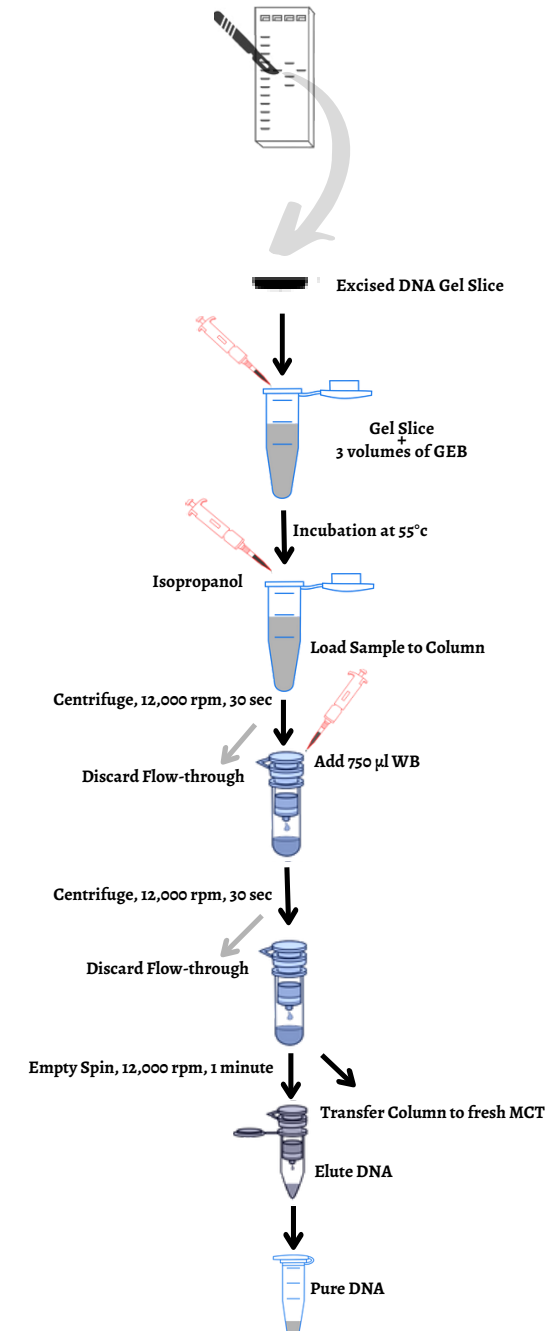 Excised DNA Gel Slice
Gel Slice
+
3 volumes of GEB
Incubation at 55°c
Isopropanol
Load Sample to Column
Centrifuge, 12,000 rpm, 30 sec
Add 750 µl WB
Discard Flow-through
Centrifuge, 12,000 rpm, 30 sec
Discard Flow-through
Empty Spin, 12,000 rpm, 1 minute
Transfer Column to fresh MCT
Elute DNA
Pure DNA